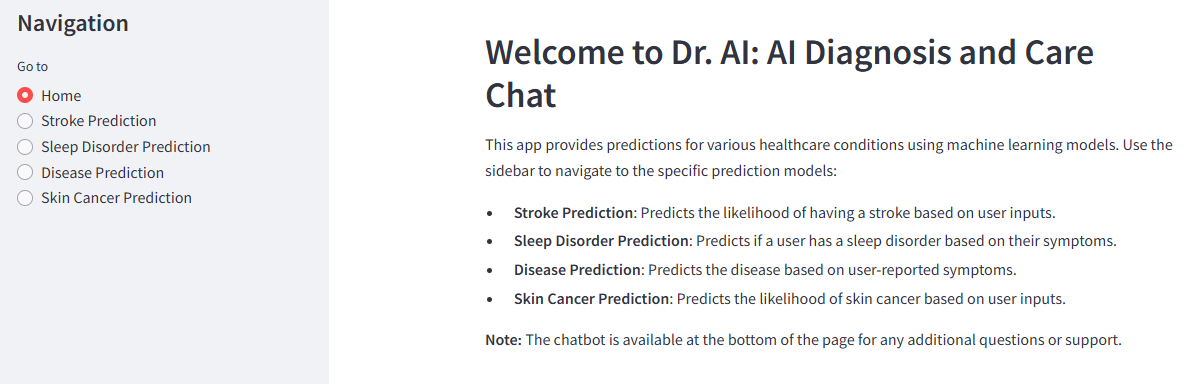 Navigation
Go to
Home
Stroke Prediction
Sleep Disorder Prediction
Disease Prediction
Skin Cancer Prediction
Welcome to Dr. AI: AI Diagnosis and Care
Chat
This app provides predictions for various healthcare conditions using machine learning models. Use the
sidebar to navigate to the specific prediction models:
• Stroke Prediction: Predicts the likelihood of having a stroke based on user inputs.
• Sleep Disorder Prediction: Predicts if a user has a sleep disorder based on their symptoms.
• Disease Prediction: Predicts the disease based on user-reported symptoms.
• Skin Cancer Prediction: Predicts the likelihood of skin cancer based on user inputs.
Note: The chatbot is available at the bottom of the page for any additional questions or support.